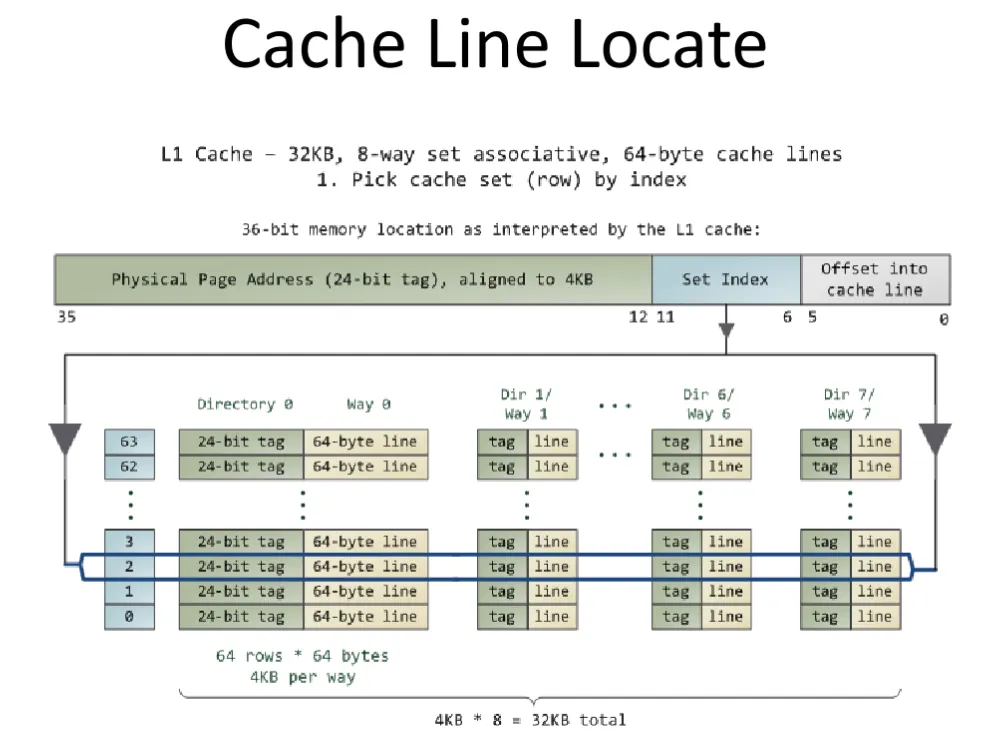 Cache Line Locate
L1 Cache – 32KB, 8-way set associative, 64-byte cache lines
1. Pick cache set (row) by index
36-bit memory location as interpreted by the L1 cache:
Physical Page Address (24-bit tag), aligned to 4KB
Set Index
Offset into
cache line
35
12 11
6 5
0
Directory 0 Way 0
Dir 1/
Way 1
...
Dir 6/
Way 6
Dir 7/
Way 7
63 24-bit tag 64-byte line tag line ... tag line tag line
62 24-bit tag 64-byte line tag line tag line tag line
3 24-bit tag 64-byte line tag line tag line tag line
2 24-bit tag 64-byte line tag line tag line tag line
1 24-bit tag 64-byte line tag line tag line tag line
0 24-bit tag 64-byte line tag line tag line tag line
64 rows * 64 bytes
4KB per way
4KB * 8 = 32KB total